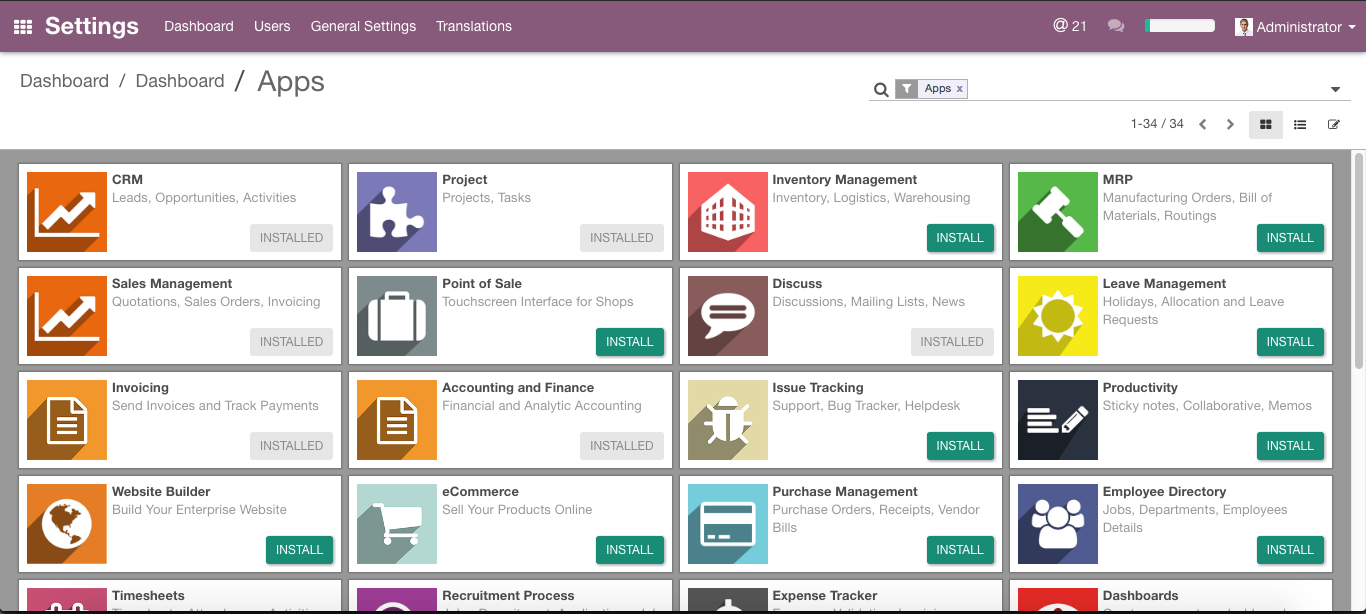 Settings Dashboard Users General Settings Translations @ 21 Administrator
Dashboard / Dashboard / Apps
Apps x
1-34 / 34
CRM
Leads, Opportunities, Activities
INSTALLED
Project
Projects, Tasks
INSTALLED
Inventory Management
Inventory, Logistics, Warehousing
INSTALL
MRP
Manufacturing Orders, Bill of
Materials, Routings
INSTALL
Sales Management
Quotations, Sales Orders, Invoicing
INSTALLED
Point of Sale
Touchscreen Interface for Shops
INSTALL
Discuss
Discussions, Mailing Lists, News
INSTALLED
Leave Management
Holidays, Allocation and Leave
Requests
INSTALL
Invoicing
Send Invoices and Track Payments
INSTALLED
Accounting and Finance
Financial and Analytic Accounting
INSTALLED
Issue Tracking
Support, Bug Tracker, Helpdesk
INSTALL
Productivity
Sticky notes, Collaborative, Memos
INSTALL
Website Builder
Build Your Enterprise Website
INSTALL
eCommerce
Sell Your Products Online
INSTALL
Purchase Management
Purchase Orders, Receipts, Vendor
Bills
INSTALL
Employee Directory
Jobs, Departments, Employees
Details
INSTALL
Timesheets
Recruitment Process
Expense Tracker
Dashboards